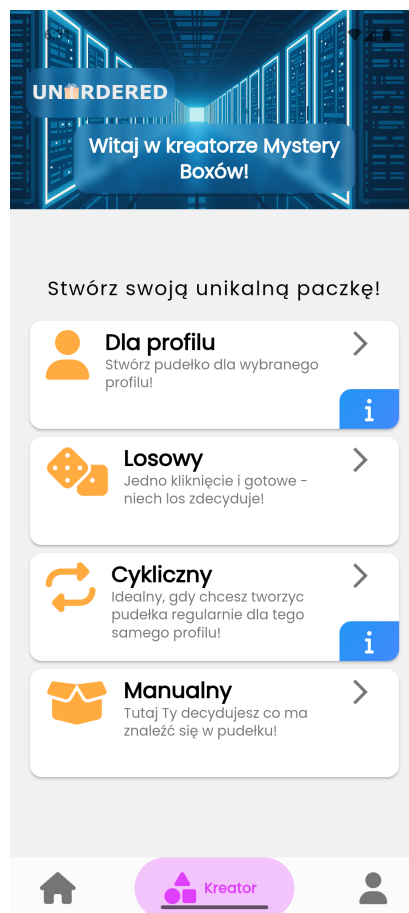 UNORDERED
Witaj w kreatorze Mystery
Boxów!
Stwórz swoją unikalną paczkę!
Dla profilu
Stwórz pudełko dla wybranego
profilu!
i
Losowy
Jedno kliknięcie i gotowe -
niech los zdecyduje!
Cykliczny
Idealny, gdy chcesz tworzyc
pudełka regularnie dla tego
samego profilu!
i
Manualny
Tutaj Ty decydujesz co ma
znaleźć się w pudełku!
Kreator